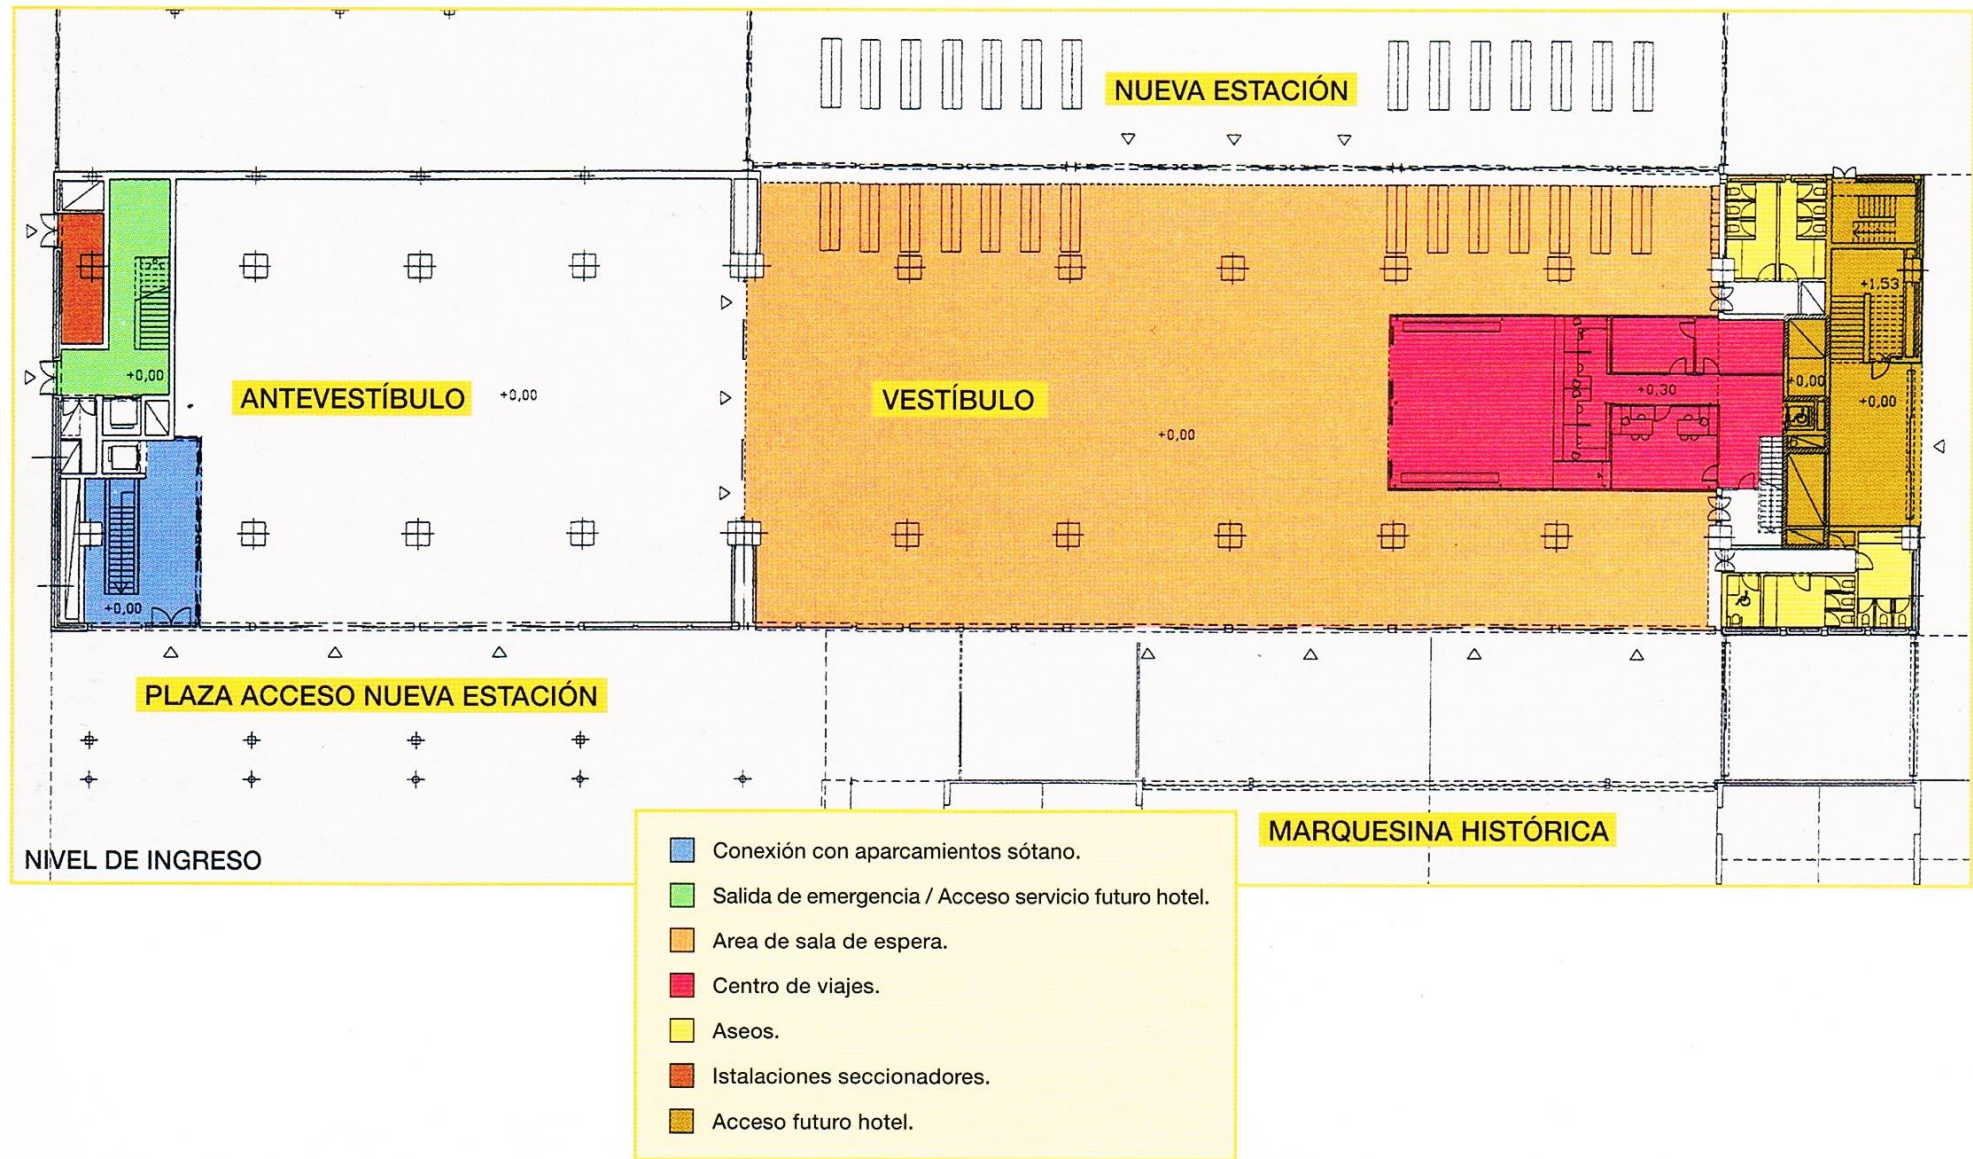 NUEVA ESTACIÓN
+1,53
+0,00
ANTEVESTÍBULO
+0,00
VESTÍBULO
+0,30
+0,00
+0,00
+0,00
+0,00
PLAZA ACCESO NUEVA ESTACIÓN
MARQUESINA HISTÓRICA
NIVEL DE INGRESO
Conexión con aparcamientos sótano.
Salida de emergencia / Acceso servicio futuro hotel.
Area de sala de espera.
Centro de viajes.
Aseos.
Istalaciones seccionadores.
Acceso futuro hotel.